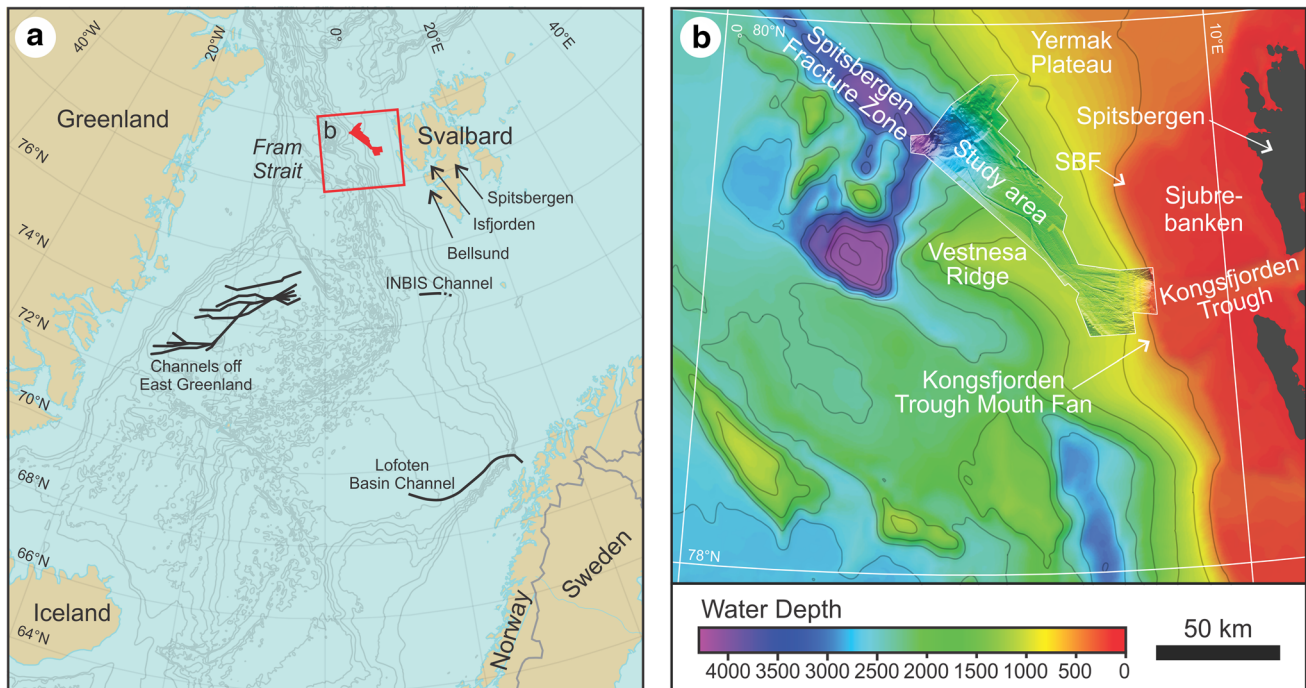 a
40°W
20°W
0°
20°E
40°E
Greenland
76°N
Fram
Strait
b
Svalbard
Spitsbergen
Isfjorden
Bellsund
74°N
INBIS Channel
72°N
Channels off
East Greenland
70°N
Lofoten
Basin Channel
68°N
66°N
Iceland
64°N
Norway
Sweden
b
0°
80°N
10°E
Spitsbergen
Fracture Zone
Yermak
Plateau
Spitsbergen
Study area
SBF
Sjubre-
banken
Vestnesa
Ridge
Kongsfjorden
Trough
Kongsfjorden
Trough Mouth Fan
78°N
Water Depth
4000 3500 3000 2500 2000 1500 1000 500 0
50 km